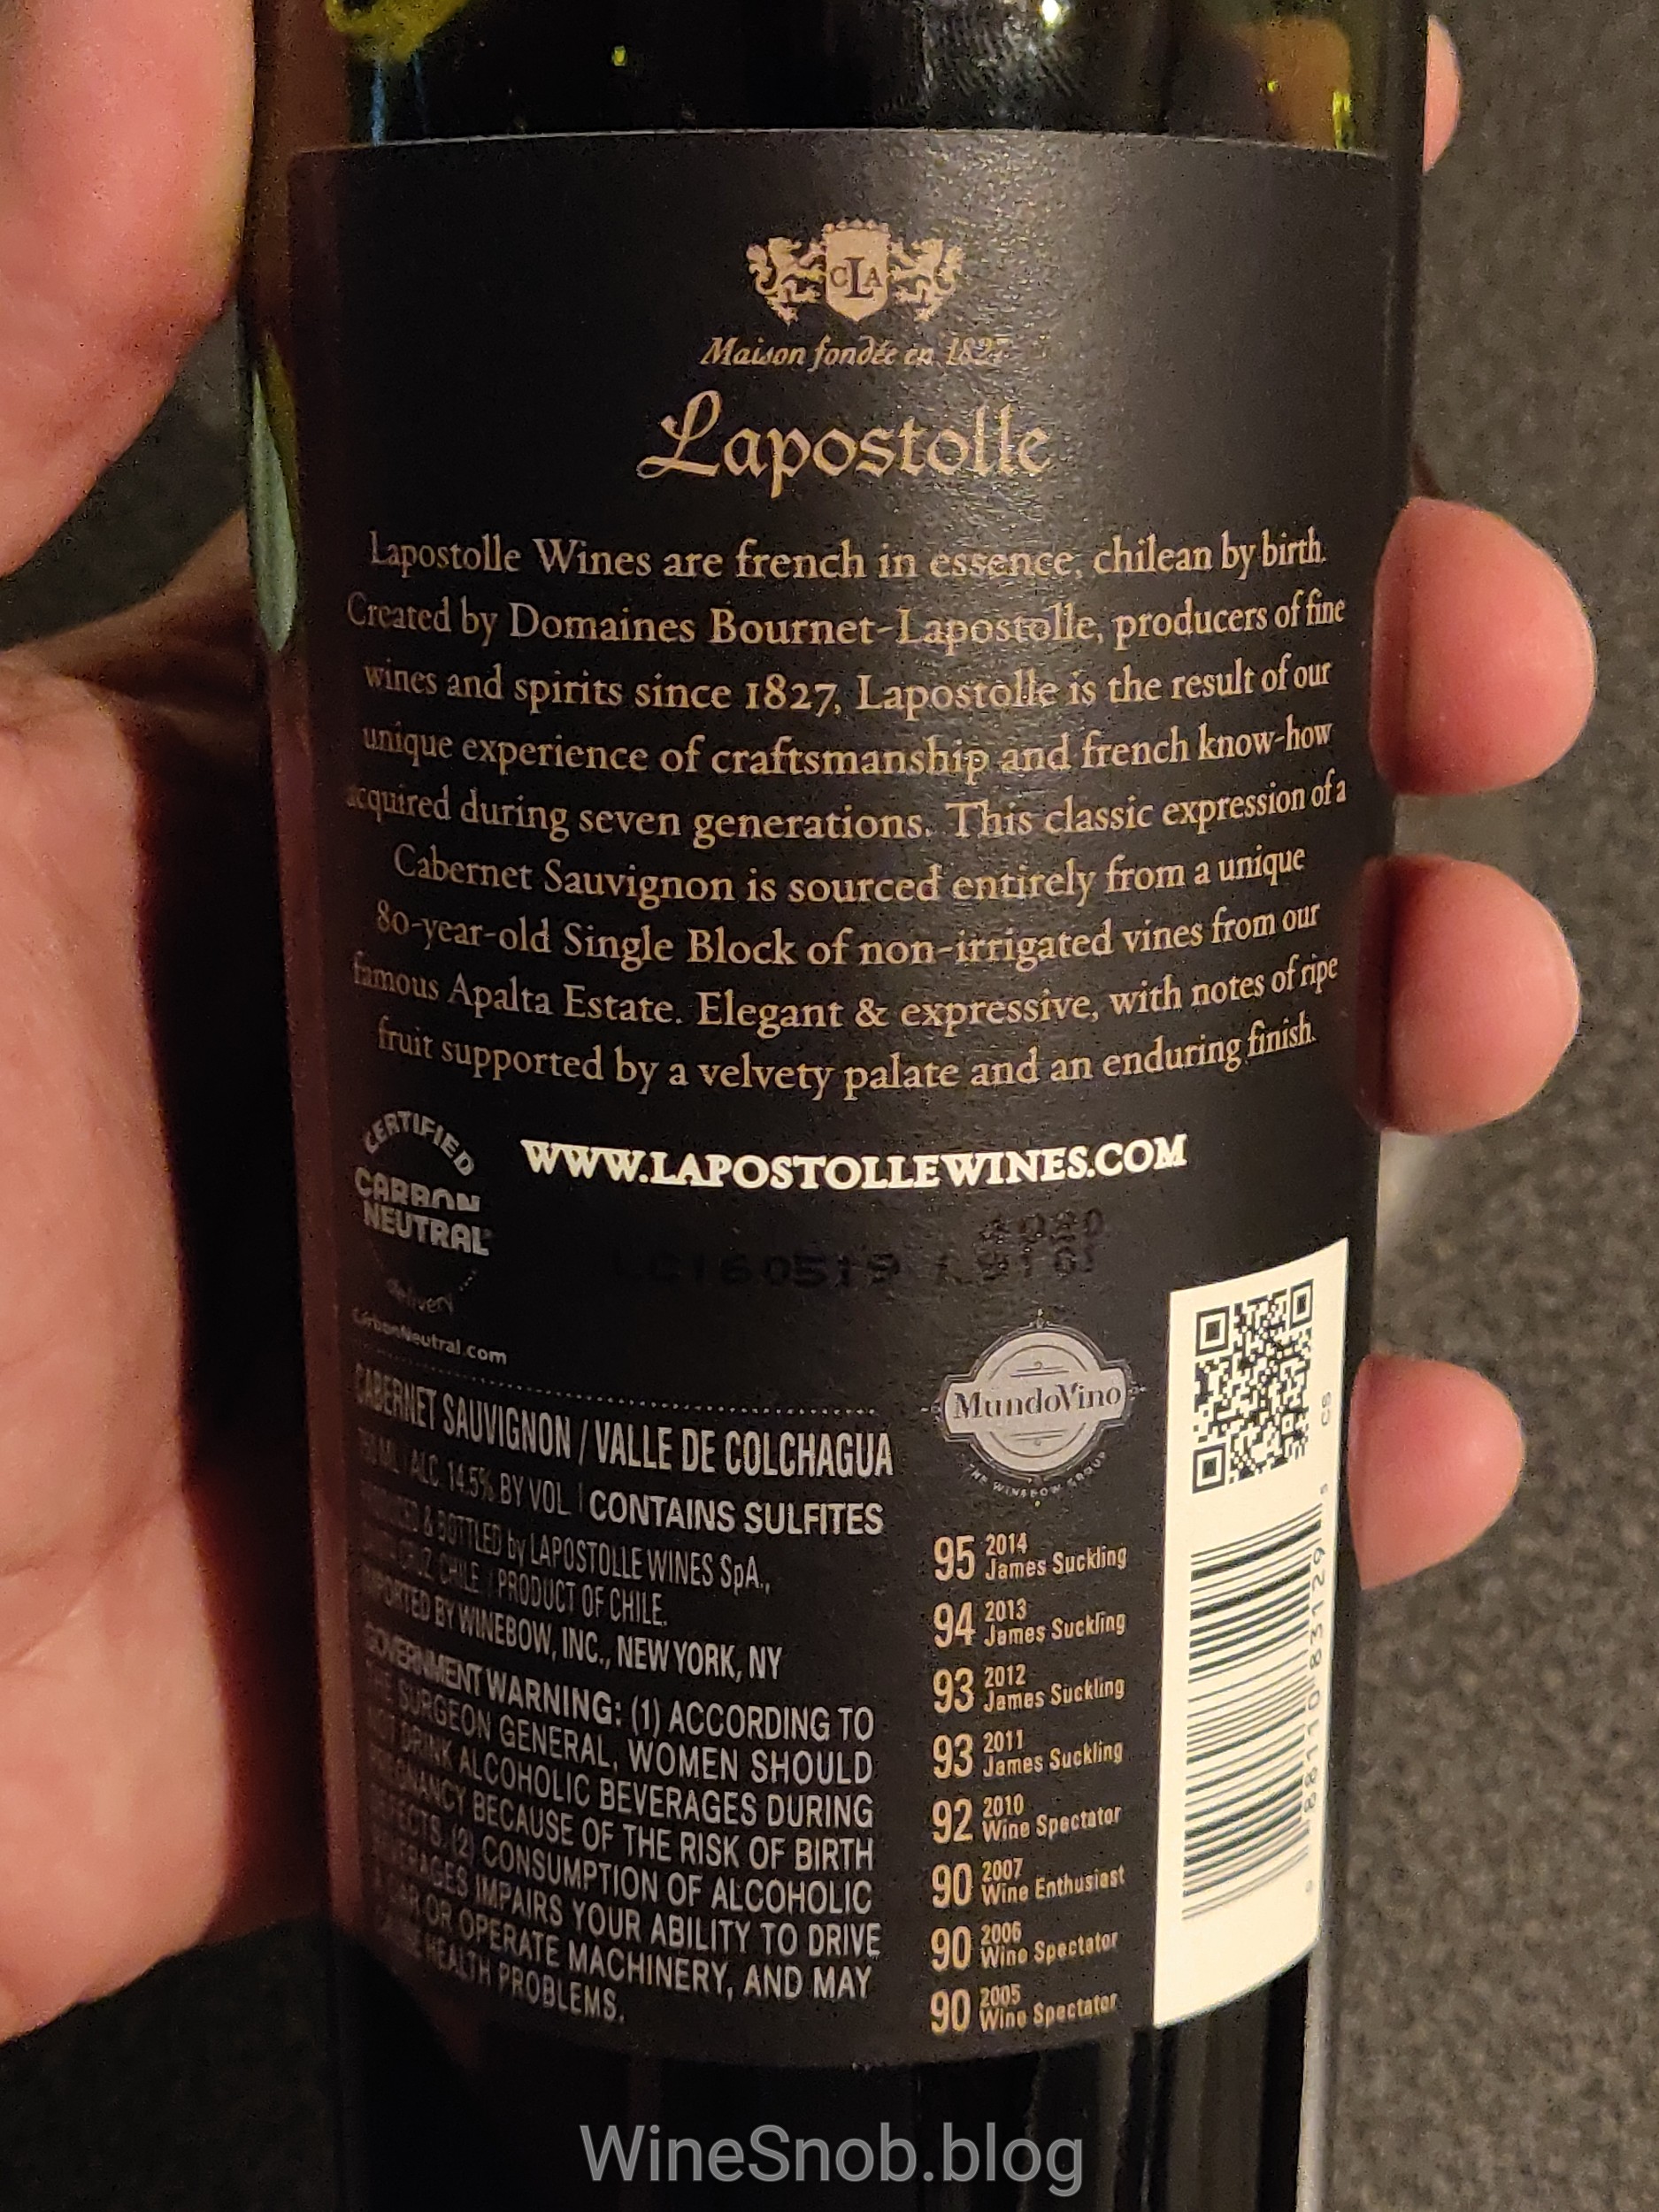 CLA
Maison fondée en 1827
Lapostolle
Lapostolle Wines are french in essence, chilean by birth.
Created by Domaines Bournet-Lapostolle, producers of fine
wines and spirits since 1827, Lapostolle is the result of our
unique experience of craftsmanship and french know-how
acquired during seven generations. This classic expression of a
Cabernet Sauvignon is sourced entirely from a unique
80-year-old Single Block of non-irrigated vines from our
famous Apalta Estate. Elegant & expressive, with notes of ripe
fruit supported by a velvety palate and an enduring finish.
CERTIFIED
CARBON
NEUTRAL
delivery
CarbonNeutral.com
WWW.LAPOSTOLLEWINES.COM
LC160519
CABERNET SAUVIGNON / VALLE DE COLCHAGUA
750 ML | ALC. 14.5% BY VOL | CONTAINS SULFITES
PRODUCED & BOTTLED by LAPOSTOLLE WINES SpA.,
SANTA CRUZ, CHILE / PRODUCT OF CHILE.
IMPORTED BY WINEBOW, INC., NEW YORK, NY
GOVERNMENT WARNING: (1) ACCORDING TO
THE SURGEON GENERAL, WOMEN SHOULD
NOT DRINK ALCOHOLIC BEVERAGES DURING
PREGNANCY BECAUSE OF THE RISK OF BIRTH
DEFECTS. (2) CONSUMPTION OF ALCOHOLIC
BEVERAGES IMPAIRS YOUR ABILITY TO DRIVE
A CAR OR OPERATE MACHINERY, AND MAY
CAUSE HEALTH PROBLEMS.
MundoVino
THE WINEBOW GROUP
95 2014 James Suckling
94 2013 James Suckling
93 2012 James Suckling
93 2011 James Suckling
92 2010 Wine Spectator
90 2007 Wine Enthusiast
90 2006 Wine Spectator
90 2005 Wine Spectator
CS
WineSnob.blog